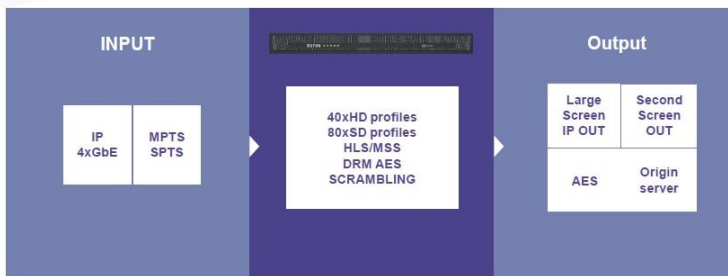 INPUT
IP
4xGbE
MPTS
SPTS
40xHD profiles
80xSD profiles
HLS/MSS
DRM AES
SCRAMBLING
Output
Large
Screen
IP OUT
Second
Screen
OUT
AES
Origin
server